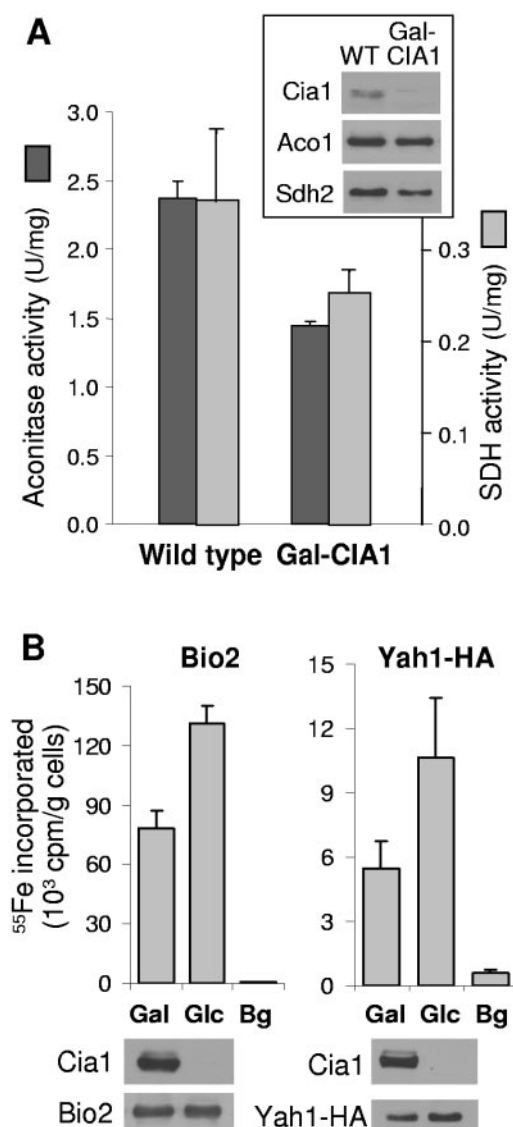 A
Gal-
WT CIA1
Cia1
Aco1
Sdh2
Aconitase activity (U/mg)
3.0
2.5
2.0
1.5
1.0
0.5
0.0
SDH activity (U/mg)
0.3
0.2
0.1
0.0
Wild type Gal-CIA1
B
Bio2
⁵⁵Fe incorporated
(10³ cpm/g cells)
150
120
90
60
30
0
Gal Glc Bg
Cia1
Bio2
Yah1-HA
15
12
9
6
3
0
Gal Glc Bg
Cia1
Yah1-HA